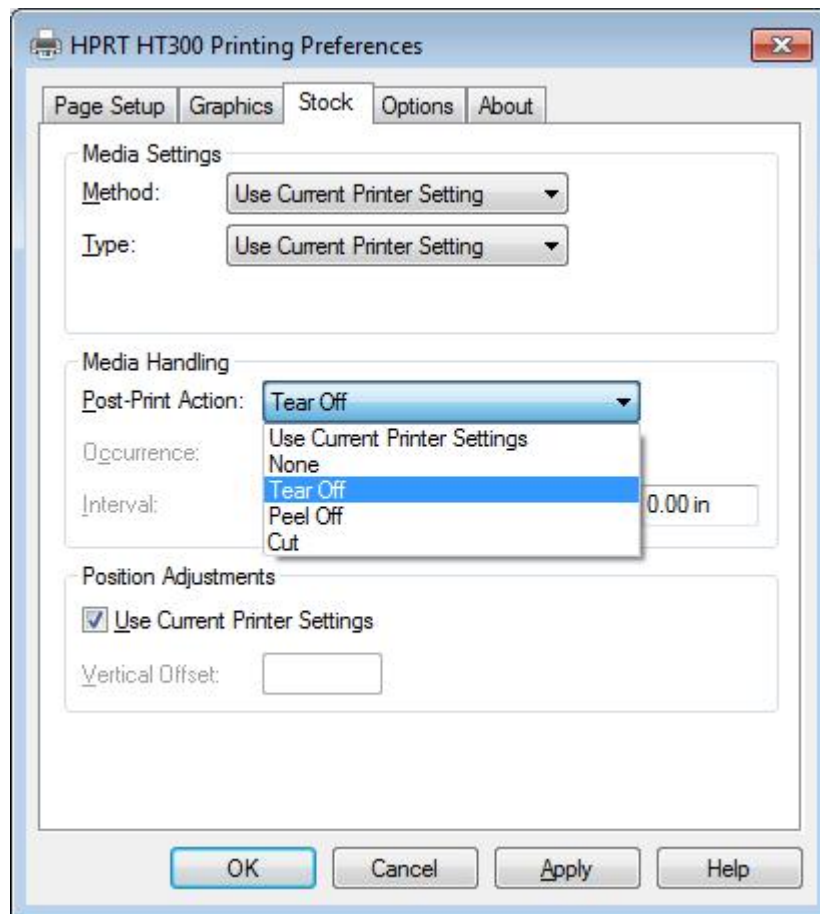 HPRT HT300 Printing Preferences
Page Setup Graphics Stock Options About
Media Settings
Method: Use Current Printer Setting
Type: Use Current Printer Setting
Media Handling
Post-Print Action: Tear Off
Use Current Printer Settings
Occurrence:
None
Tear Off
Interval: 0.00 in
Peel Off
Cut
Position Adjustments
Use Current Printer Settings
Vertical Offset:
OK Cancel Apply Help